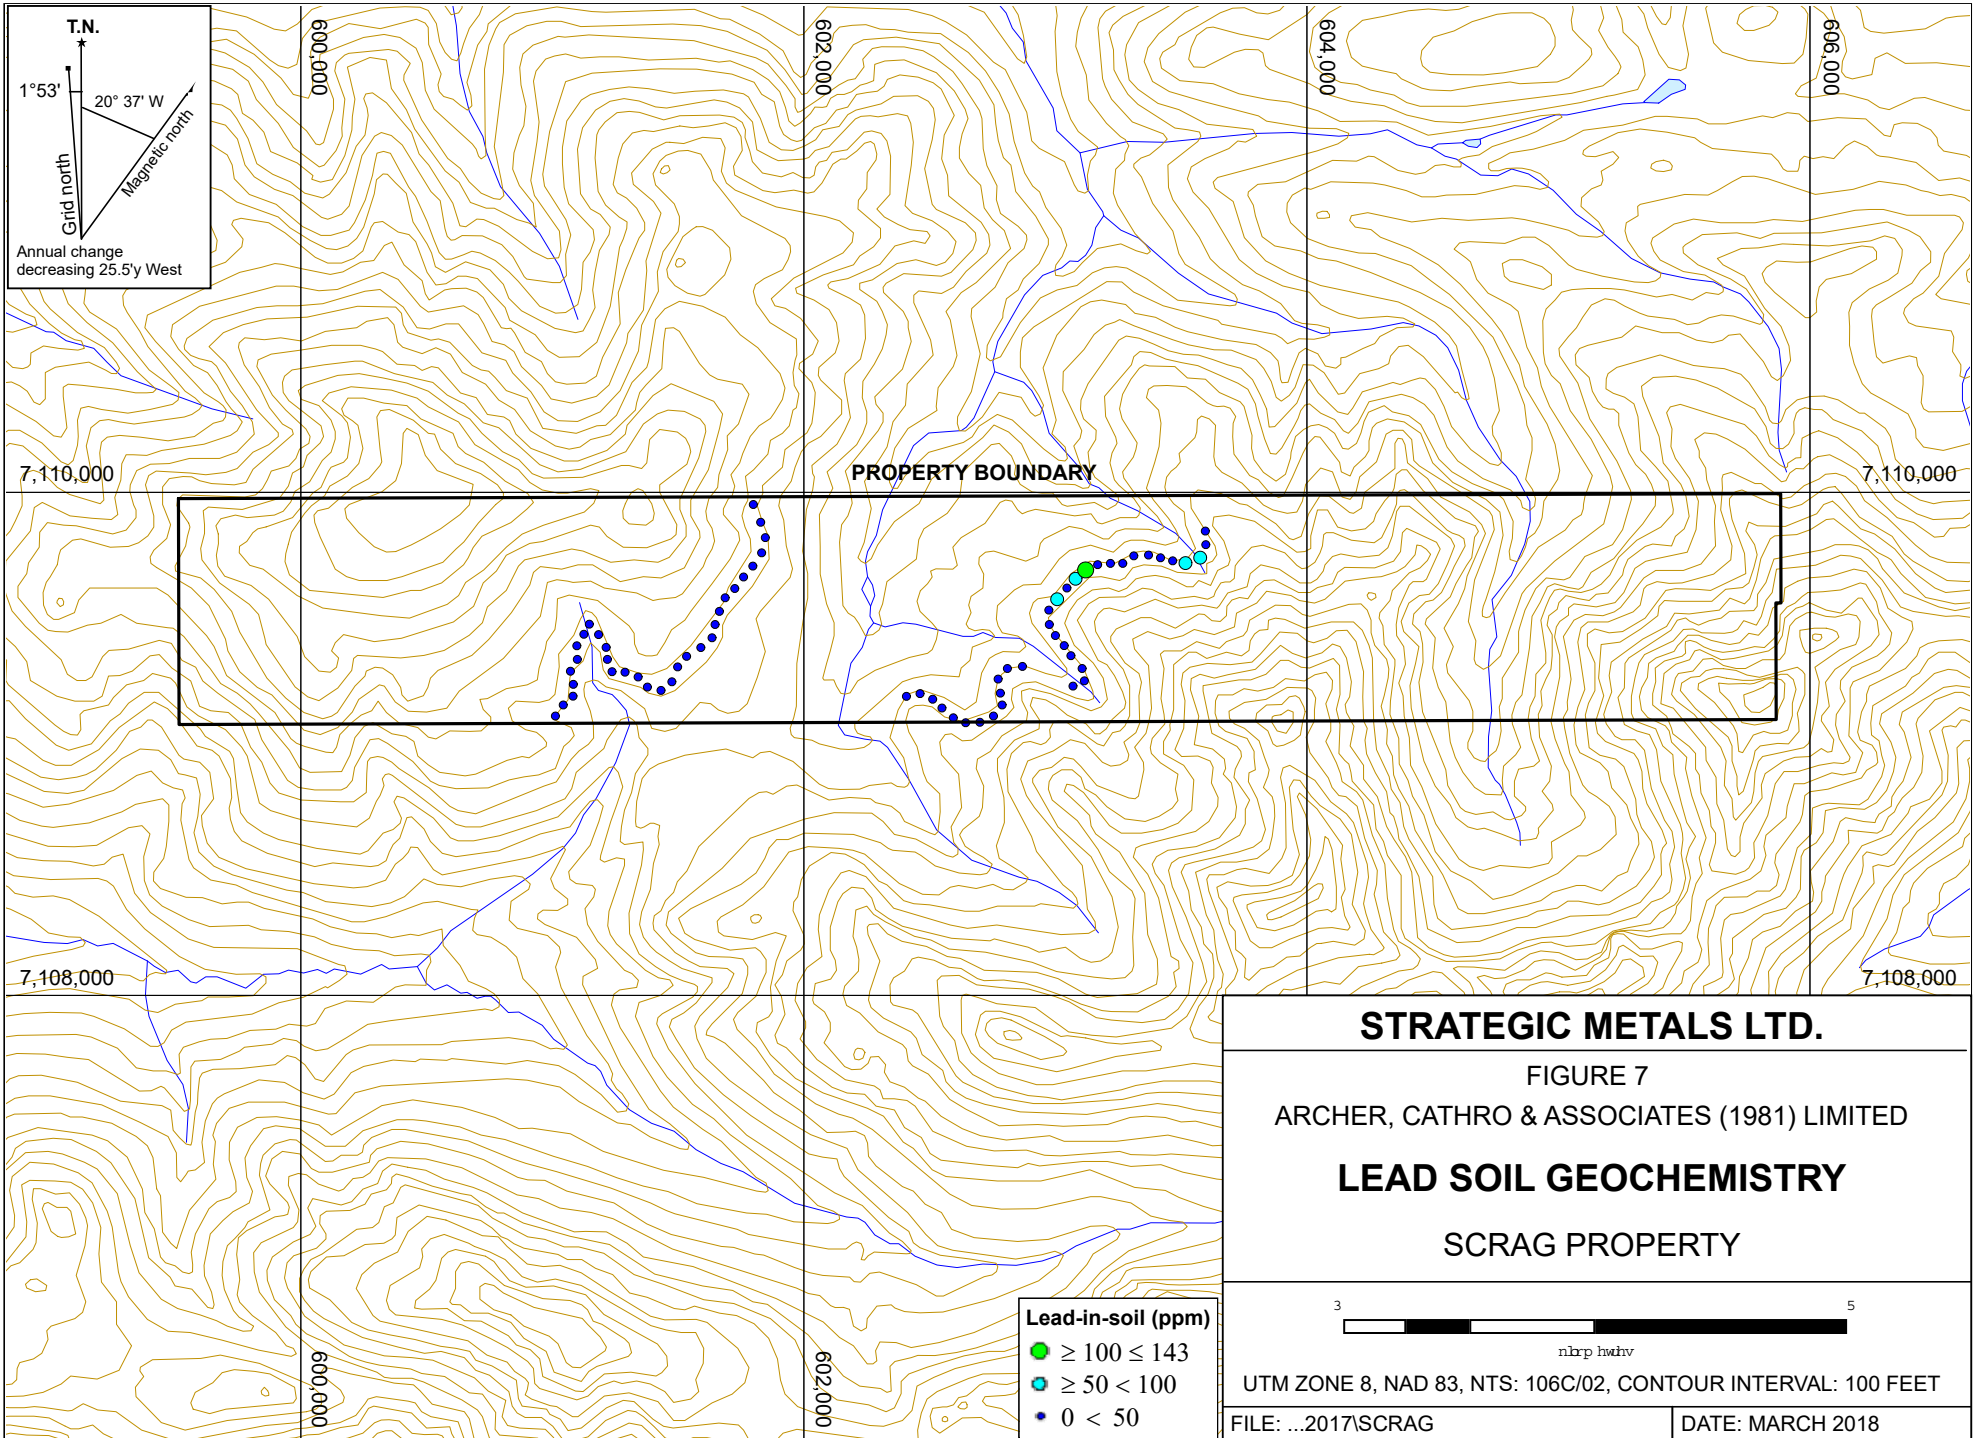 T.N.
1°53'
20° 37' W
Grid north
Magnetic north
Annual change
decreasing 25.5'y West
600,000
602,000
604,000
606,000
7,110,000
PROPERTY BOUNDARY
7,110,000
7,108,000
7,108,000
600,000
602,000
Lead-in-soil (ppm)
≥ 100 ≤ 143
≥ 50 < 100
0 < 50
STRATEGIC METALS LTD.
FIGURE 7
ARCHER, CATHRO & ASSOCIATES (1981) LIMITED
LEAD SOIL GEOCHEMISTRY
SCRAG PROPERTY
3 5
UTM ZONE 8, NAD 83, NTS: 106C/02, CONTOUR INTERVAL: 100 FEET
FILE: ...2017\SCRAG
DATE: MARCH 2018